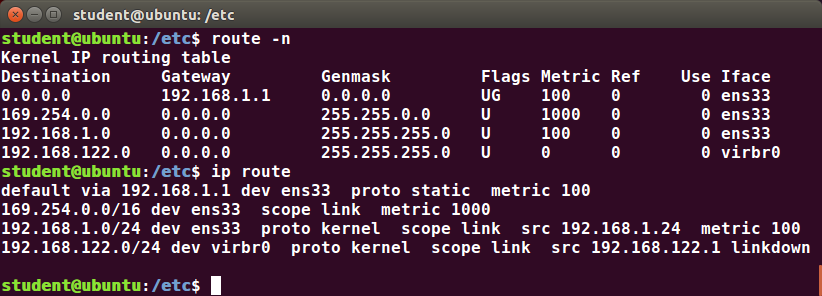 student@ubuntu: /etc
student@ubuntu:/etc$ route -n
Kernel IP routing table
Destination     Gateway         Genmask         Flags Metric Ref    Use Iface
0.0.0.0         192.168.1.1     0.0.0.0         UG    100    0        0 ens33
169.254.0.0     0.0.0.0         255.255.0.0     U     1000   0        0 ens33
192.168.1.0     0.0.0.0         255.255.255.0   U     100    0        0 ens33
192.168.122.0   0.0.0.0         255.255.255.0   U     0      0        0 virbr0
student@ubuntu:/etc$ ip route
default via 192.168.1.1 dev ens33  proto static  metric 100
169.254.0.0/16 dev ens33  scope link  metric 1000
192.168.1.0/24 dev ens33  proto kernel  scope link  src 192.168.1.24  metric 100
192.168.122.0/24 dev virbr0  proto kernel  scope link  src 192.168.122.1 linkdown
student@ubuntu:/etc$